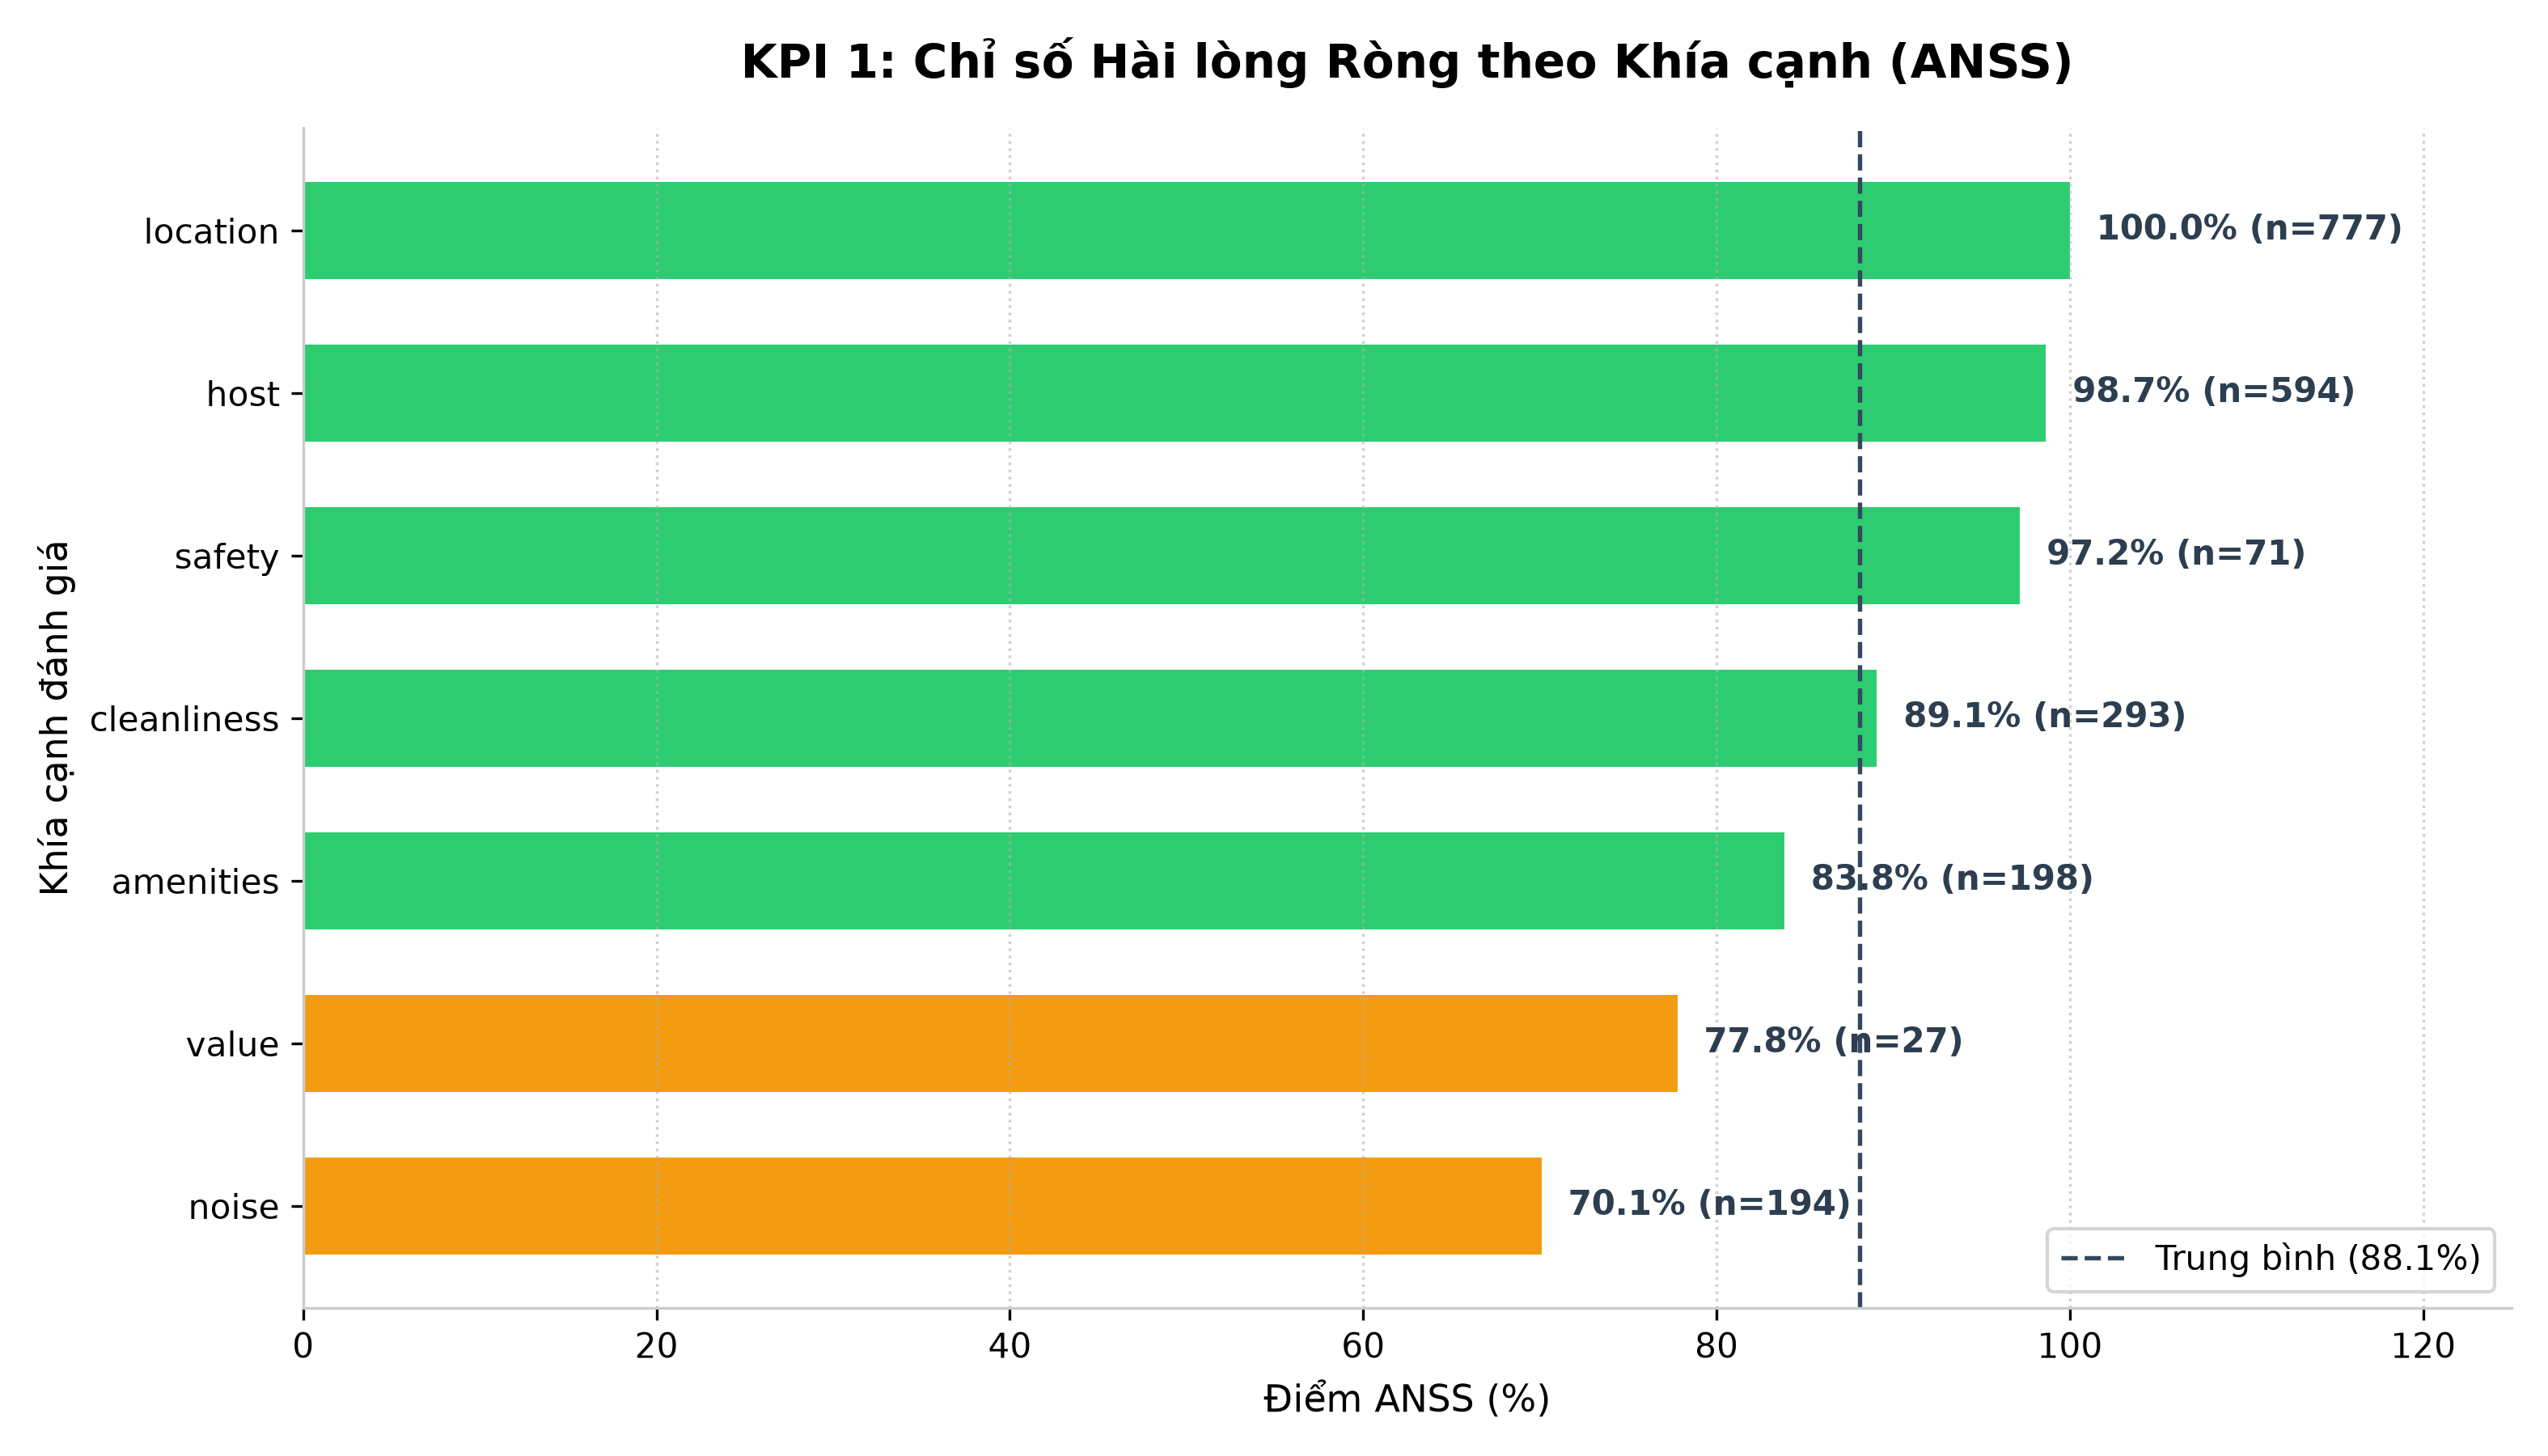 KPI 1: Chỉ số Hài lòng Ròng theo Khía cạnh (ANSS)
Khía cạnh đánh giá
location
100.0% (n=777)
host
98.7% (n=594)
safety
97.2% (n=71)
cleanliness
89.1% (n=293)
amenities
83.8% (n=198)
value
77.8% (n=27)
noise
70.1% (n=194)
Trung bình (88.1%)
0 20 40 60 80 100 120
Điểm ANSS (%)